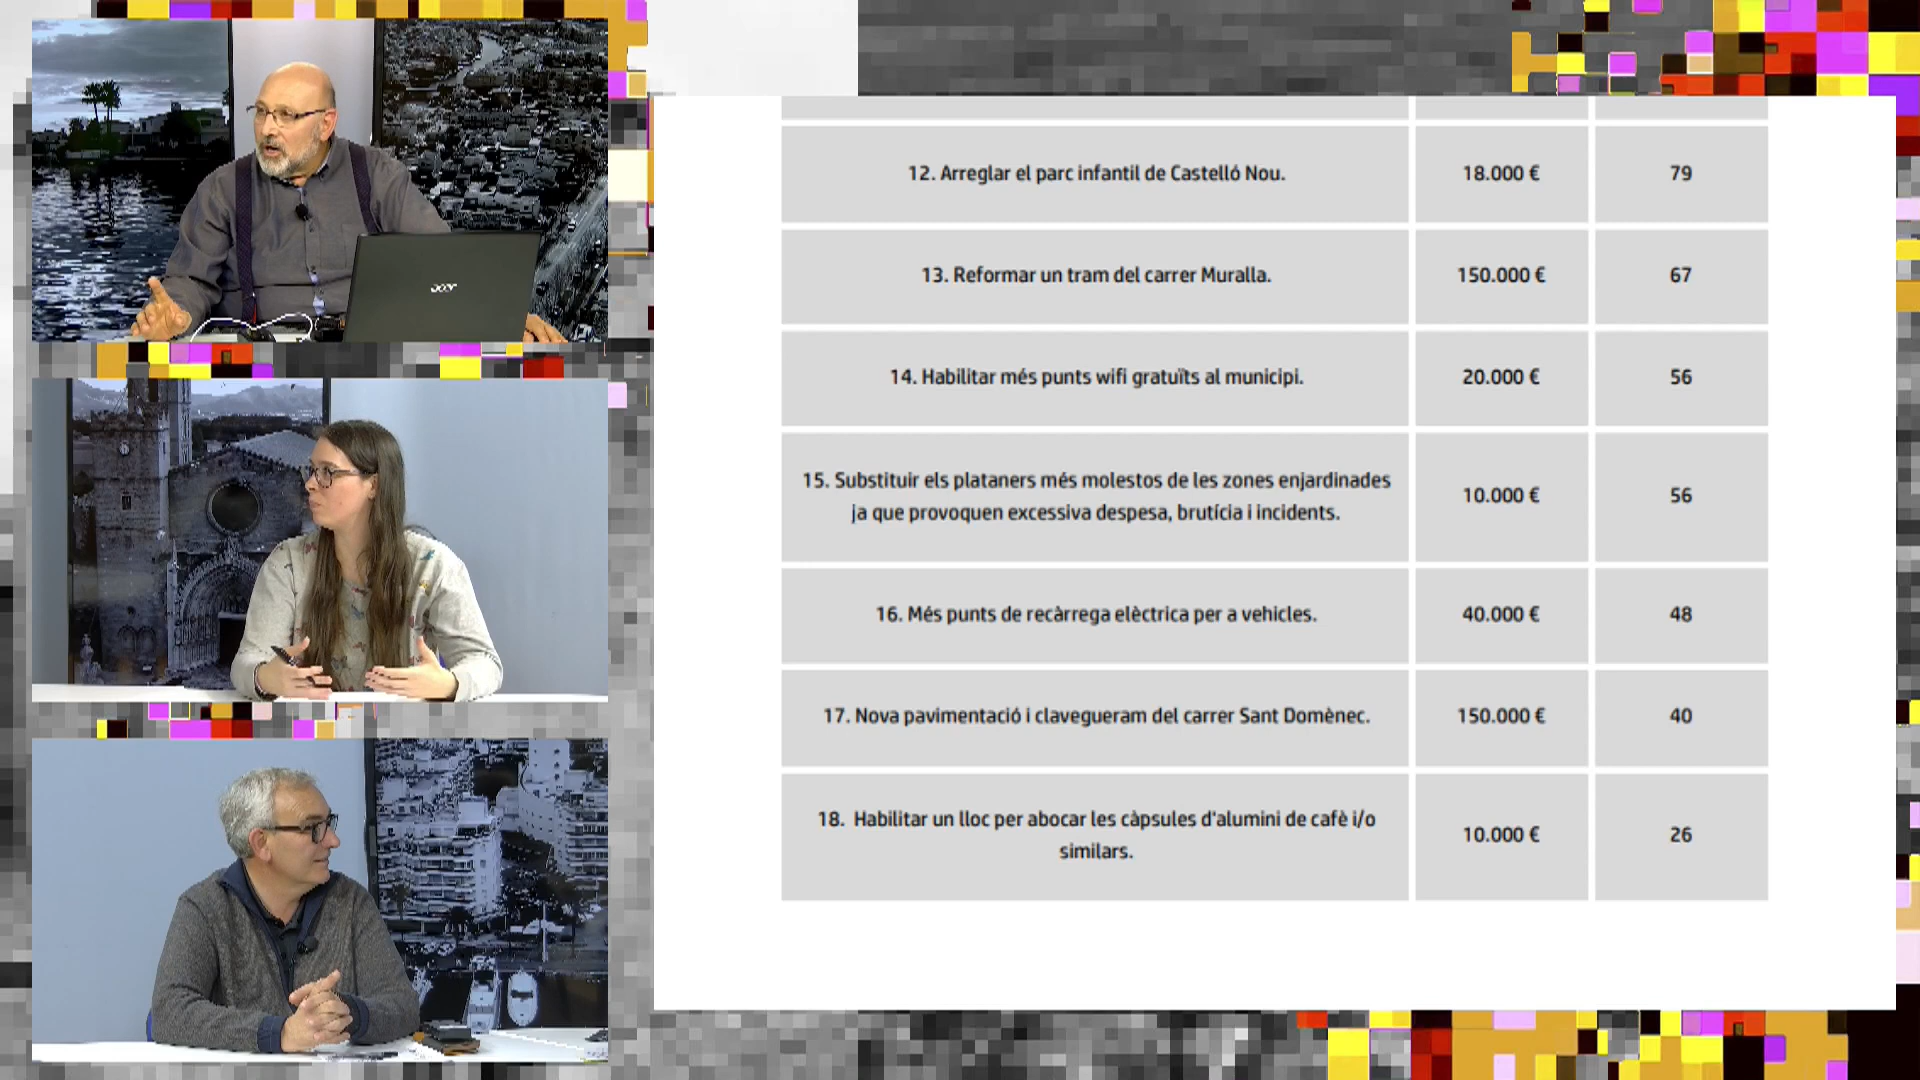 acer
12. Arreglar el parc infantil de Castelló Nou.
18.000 €
79
13. Reformar un tram del carrer Muralla.
150.000 €
67
14. Habilitar més punts wifi gratuïts al municipi.
20.000 €
56
15. Substituir els plataners més molestos de les zones enjardinades
ja que provoquen excessiva despesa, brutícia i incidents.
10.000 €
56
16. Més punts de recàrrega elèctrica per a vehicles.
40.000 €
48
17. Nova pavimentació i clavegueram del carrer Sant Domènec.
150.000 €
40
18. Habilitar un lloc per abocar les càpsules d'alumini de cafè i/o
similars.
10.000 €
26